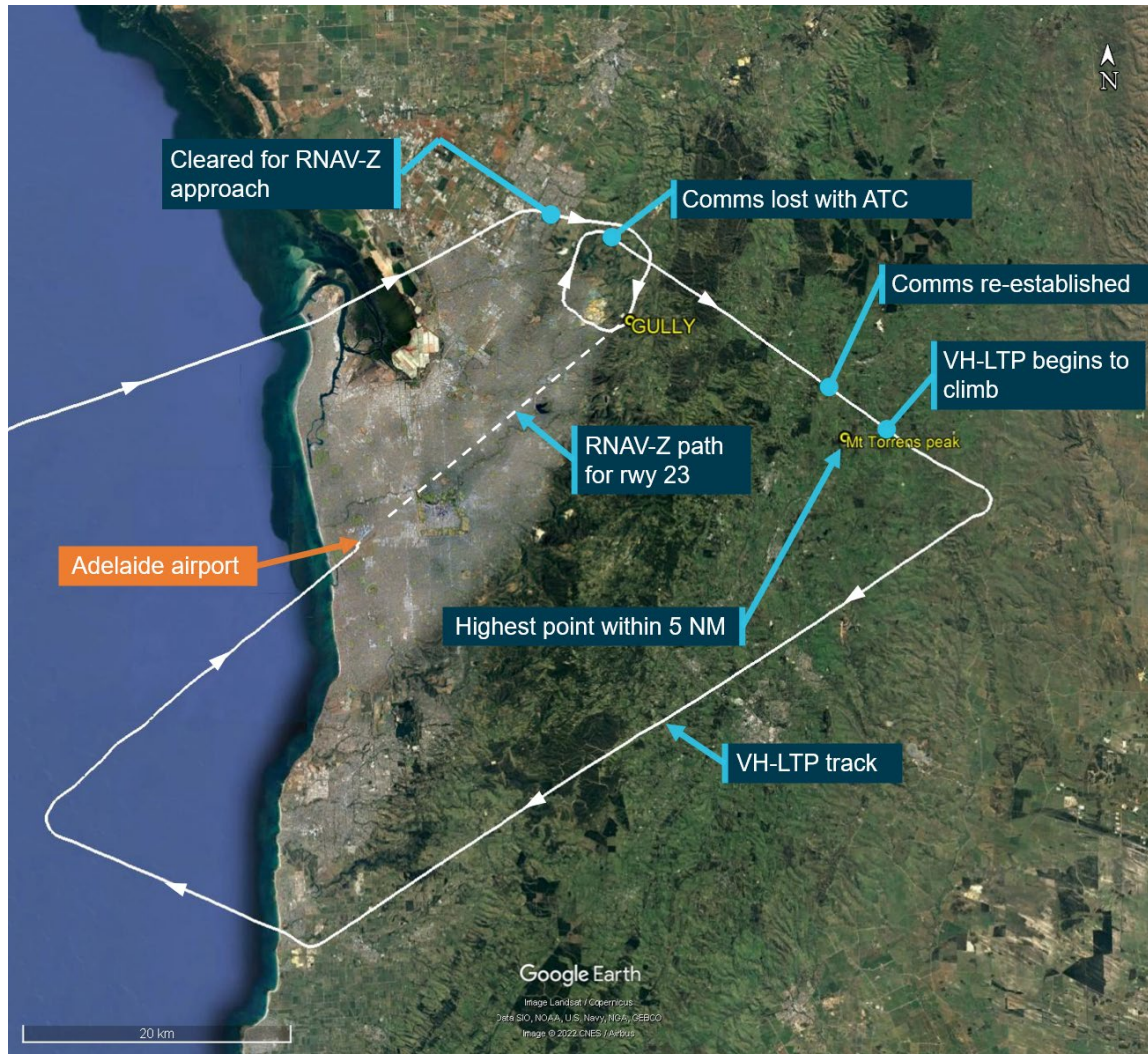 N
Cleared for RNAV-Z
approach
Comms lost with ATC
Comms re-established
GULLY
VH-LTP begins to
climb
Mt Torrens peak
RNAV-Z path
for rwy 23
Adelaide airport
Highest point within 5 NM
VH-LTP track
Google Earth
Image Landsat / Copernicus
Data SIO, NOAA, U.S. Navy, NGA, GEBCO
Image © 2022 CNES / Airbus
20 km